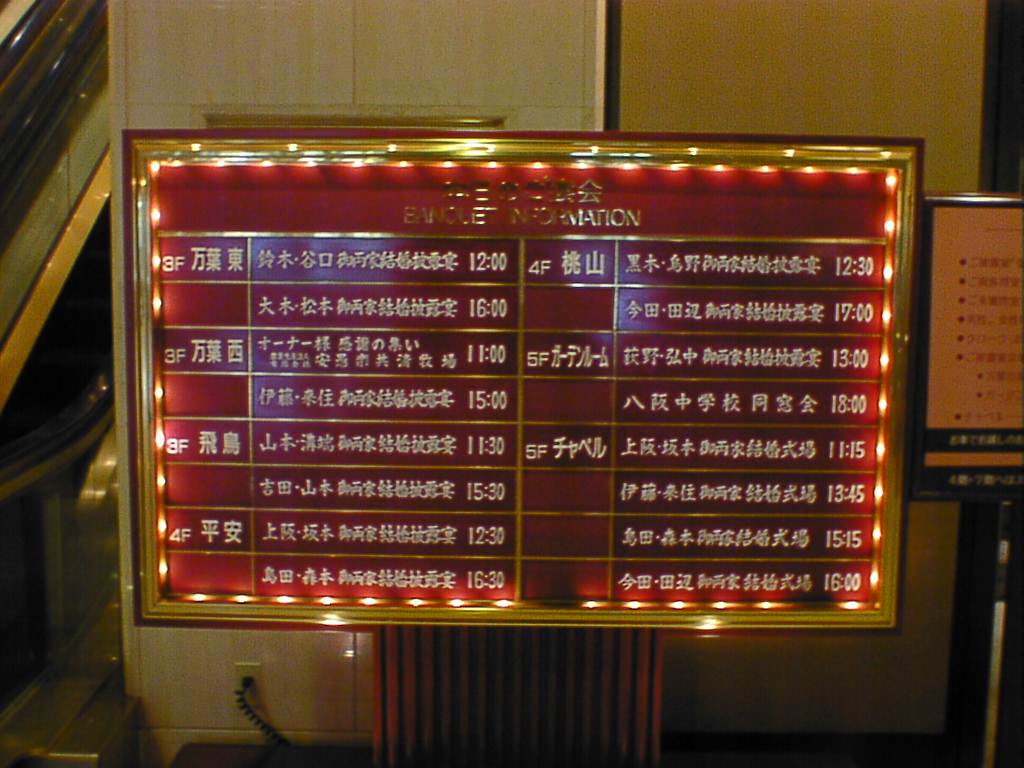 本日のご宴会
BANQUET INFORMATION
3F 万葉 東 鈴木・谷口 御両家結婚披露宴 12:00
大木・松本 御両家結婚披露宴 16:00
3F 万葉 西 オーナー様 感謝の集い
安愚楽共済牧場 11:00
伊藤・来住 御両家結婚披露宴 15:00
3F 飛鳥 山本・溝端 御両家結婚披露宴 11:30
吉田・山本 御両家結婚披露宴 15:30
4F 平安 上阪・坂本 御両家結婚披露宴 12:30
島田・森本 御両家結婚披露宴 16:30
4F 桃山 黒木・鳥野 御両家結婚披露宴 12:30
今田・田辺 御両家結婚披露宴 17:00
5F ガーデンルーム 荻野・弘中 御両家結婚披露宴 13:00
八阪中学校 同窓会 18:00
5F チャペル 上阪・坂本 御両家結婚式場 11:15
伊藤・来住 御両家結婚式場 13:45
島田・森本 御両家結婚式場 15:15
今田・田辺 御両家結婚式場 16:00